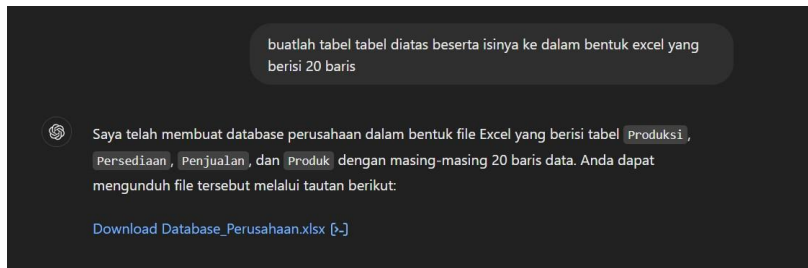 buatlah tabel tabel diatas beserta isinya ke dalam bentuk excel yang
berisi 20 baris
Saya telah membuat database perusahaan dalam bentuk file Excel yang berisi tabel Produksi,
Persediaan, Penjualan, dan Produk dengan masing-masing 20 baris data. Anda dapat
mengunduh file tersebut melalui tautan berikut:
Download Database_Perusahaan.xlsx [>-]